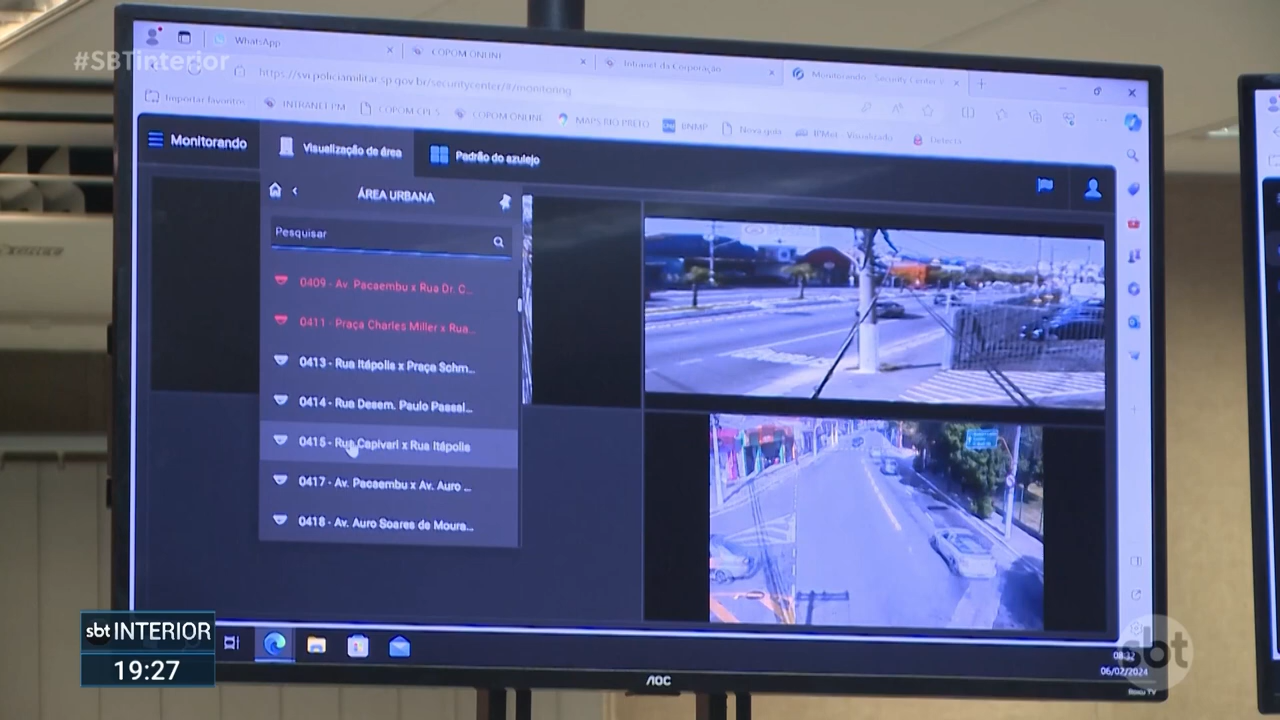 #SBTinterior
WhatsApp
COPOM ONLINE
Intranet da Corporação
Monitorando - Security Center
https://svi.policiamilitar.sp.gov.br/securitycenter/#/monitoring
Importar favoritos
INTRANET PM
COPOM CPI 5
COPOM ONLINE
MAPS RIO PRETO
BNMP
Nova guia
IPMet - Visualizado
Detecta
Monitorando
Visualização de área
Padrão do azulejo
ÁREA URBANA
Pesquisar
0409 - Av. Pacaembu x Rua Dr. C...
0411 - Praça Charles Miller x Rua...
0413 - Rua Itápolis x Praça Schm...
0414 - Rua Desem. Paulo Passal...
0415 - Rua Capivari x Rua Itápolis
0417 - Av. Pacaembu x Av. Auro ...
0418 - Av. Auro Soares de Moura...
sbt INTERIOR
19:27
08:32
06/02/2024
sbt
AOC
Roku TV